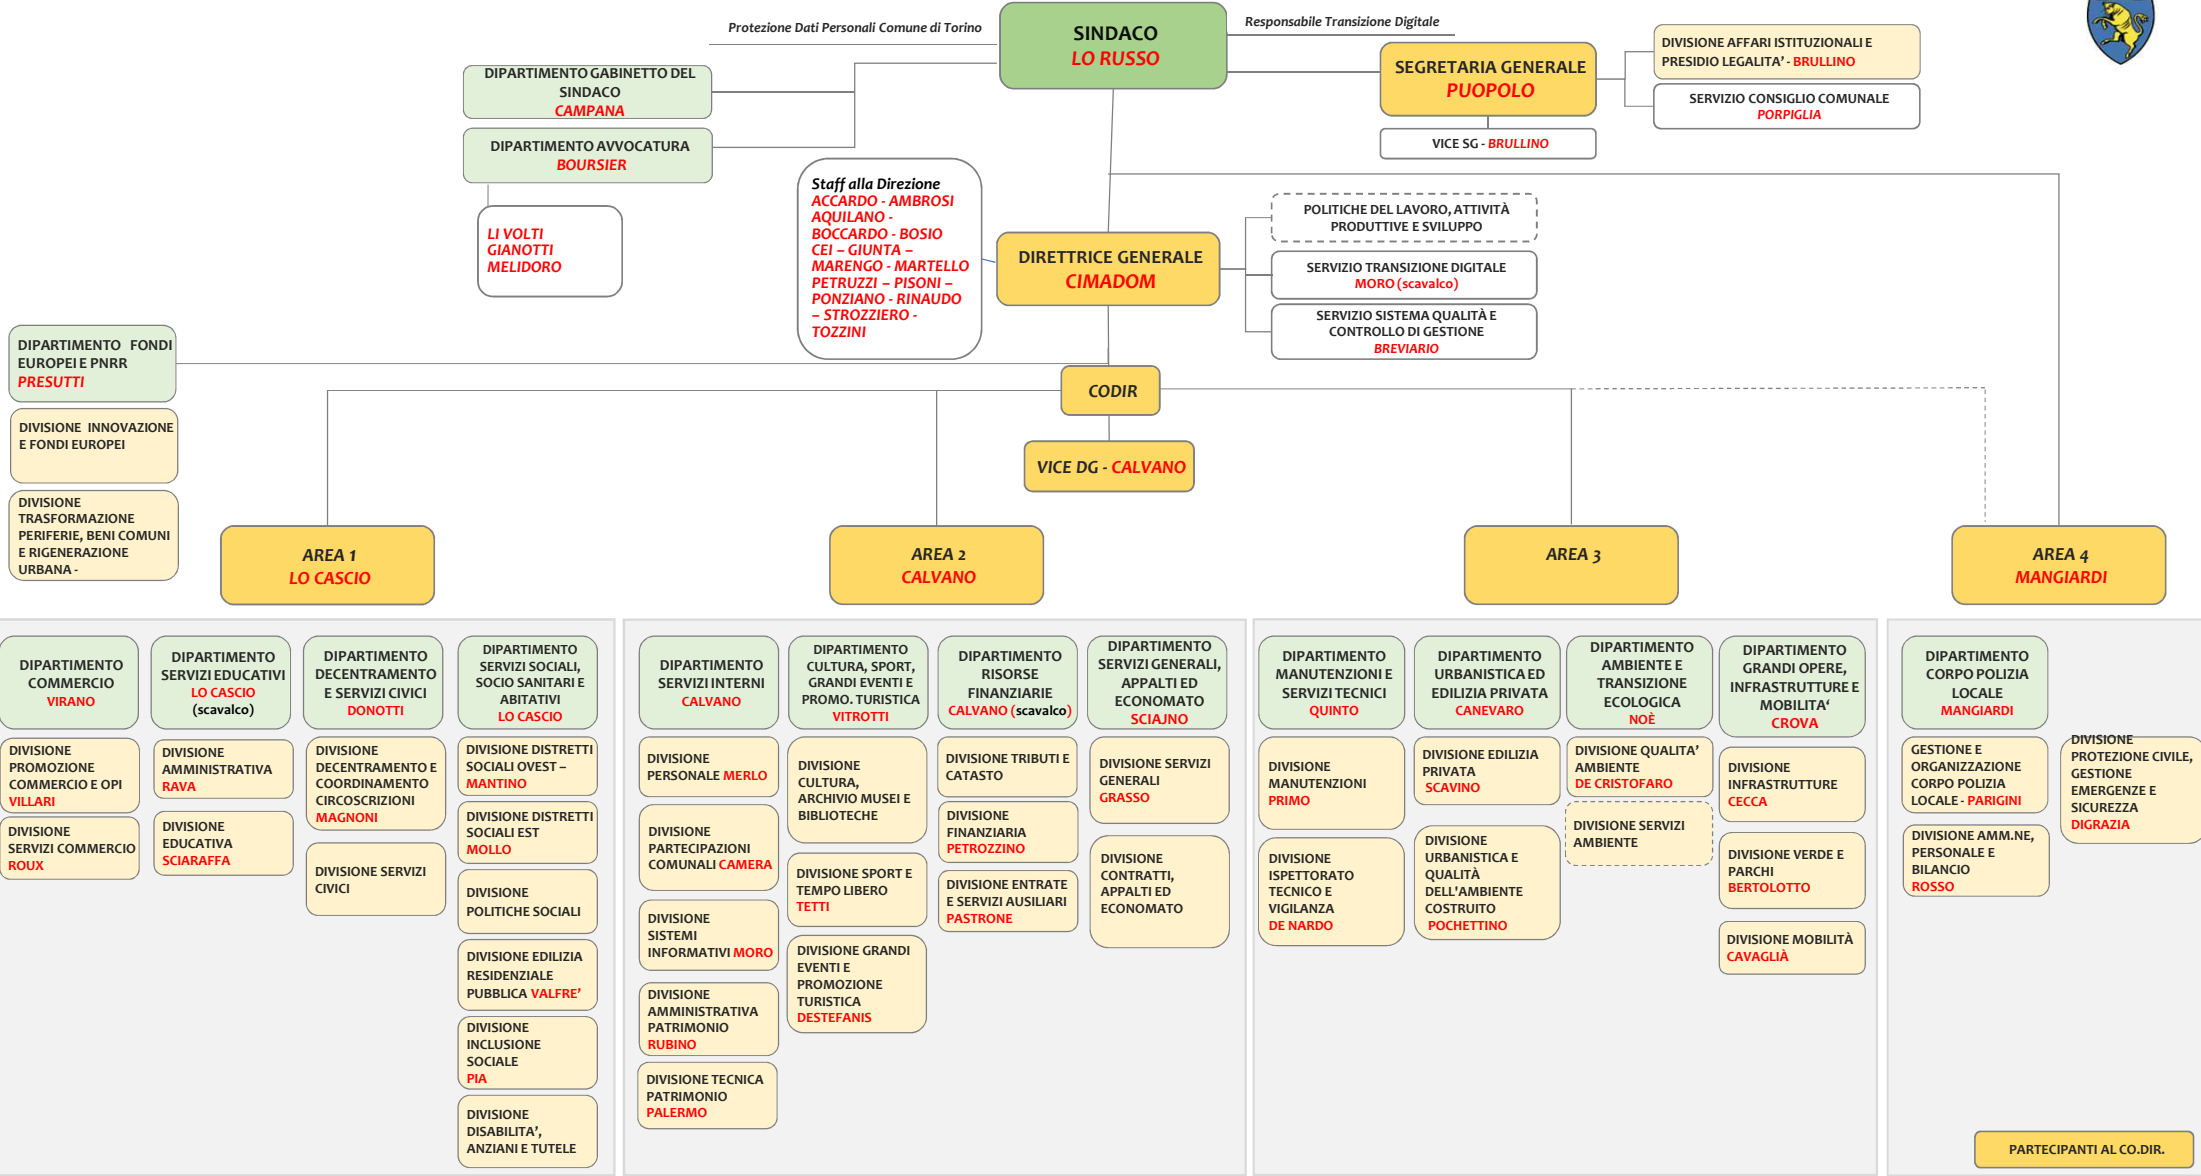 Protezione Dati Personali Comune di Torino
SINDACO
LO RUSSO
Responsabile Transizione Digitale
DIPARTIMENTO GABINETTO DEL
SINDACO
CAMPANA
DIPARTIMENTO AVVOCATURA
BOURSIER
LI VOLTI
GIANOTTI
MELIDORO
SEGRETARIA GENERALE
PUOPOLO
VICE SG - BRULLINO
DIVISIONE AFFARI ISTITUZIONALI E
PRESIDIO LEGALITA' - BRULLINO
SERVIZIO CONSIGLIO COMUNALE
PORPIGLIA
Staff alla Direzione
ACCARDO - AMBROSI
AQUILANO -
BOCCARDO - BOSIO
CEI – GIUNTA –
MARENGO - MARTELLO
PETRUZZI – PISONI –
PONZIANO - RINAUDO
– STROZZIERO -
TOZZINI
DIRETTRICE GENERALE
CIMADOM
POLITICHE DEL LAVORO, ATTIVITÀ
PRODUTTIVE E SVILUPPO
SERVIZIO TRANSIZIONE DIGITALE
MORO (scavalco)
SERVIZIO SISTEMA QUALITÀ E
CONTROLLO DI GESTIONE
BREVIARIO
DIPARTIMENTO FONDI
EUROPEI E PNRR
PRESUTTI
DIVISIONE INNOVAZIONE
E FONDI EUROPEI
DIVISIONE
TRASFORMAZIONE
PERIFERIE, BENI COMUNI
E RIGENERAZIONE
URBANA -
CODIR
VICE DG - CALVANO
AREA 1
LO CASCIO
AREA 2
CALVANO
AREA 3
AREA 4
MANGIARDI
DIPARTIMENTO
COMMERCIO
VIRANO
DIVISIONE
PROMOZIONE
COMMERCIO E OPI
VILLARI
DIVISIONE
SERVIZI COMMERCIO
ROUX
DIPARTIMENTO
SERVIZI EDUCATIVI
LO CASCIO
(scavalco)
DIVISIONE
AMMINISTRATIVA
RAVA
DIVISIONE
EDUCATIVA
SCIARAFFA
DIPARTIMENTO
DECENTRAMENTO
E SERVIZI CIVICI
DONOTTI
DIVISIONE
DECENTRAMENTO E
COORDINAMENTO
CIRCOSCRIZIONI
MAGNONI
DIVISIONE SERVIZI
CIVICI
DIPARTIMENTO
SERVIZI SOCIALI,
SOCIO SANITARI E
ABITATIVI
LO CASCIO
DIVISIONE DISTRETTI
SOCIALI OVEST –
MANTINO
DIVISIONE DISTRETTI
SOCIALI EST
MOLLO
DIVISIONE
POLITICHE SOCIALI
DIVISIONE EDILIZIA
RESIDENZIALE
PUBBLICA VALFRE'
DIVISIONE
INCLUSIONE
SOCIALE
PIA
DIVISIONE
DISABILITA',
ANZIANI E TUTELE
DIPARTIMENTO
SERVIZI INTERNI
CALVANO
DIVISIONE
PERSONALE MERLO
DIVISIONE
PARTECIPAZIONI
COMUNALI CAMERA
DIVISIONE
SISTEMI
INFORMATIVI MORO
DIVISIONE
AMMINISTRATIVA
PATRIMONIO
RUBINO
DIVISIONE TECNICA
PATRIMONIO
PALERMO
DIPARTIMENTO
CULTURA, SPORT,
GRANDI EVENTI E
PROMO. TURISTICA
VITROTTI
DIVISIONE
CULTURA,
ARCHIVIO MUSEI E
BIBLIOTECHE
DIVISIONE SPORT E
TEMPO LIBERO
TETTI
DIVISIONE GRANDI
EVENTI E
PROMOZIONE
TURISTICA
DESTEFANIS
DIPARTIMENTO
RISORSE
FINANZIARIE
CALVANO (scavalco)
DIVISIONE TRIBUTI E
CATASTO
DIVISIONE
FINANZIARIA
PETROZZINO
DIVISIONE ENTRATE
E SERVIZI AUSILIARI
PASTRONE
DIPARTIMENTO
SERVIZI GENERALI,
APPALTI ED
ECONOMATO
SCIAJNO
DIVISIONE SERVIZI
GENERALI
GRASSO
DIVISIONE
CONTRATTI,
APPALTI ED
ECONOMATO
DIPARTIMENTO
MANUTENZIONI E
SERVIZI TECNICI
QUINTO
DIVISIONE
MANUTENZIONI
PRIMO
DIVISIONE
ISPETTORATO
TECNICO E
VIGILANZA
DE NARDO
DIPARTIMENTO
URBANISTICA ED
EDILIZIA PRIVATA
CANEVARO
DIVISIONE EDILIZIA
PRIVATA
SCAVINO
DIVISIONE
URBANISTICA E
QUALITÀ
DELL'AMBIENTE
COSTRUITO
POCHETTINO
DIPARTIMENTO
AMBIENTE E
TRANSIZIONE
ECOLOGICA
NOÈ
DIVISIONE QUALITA'
AMBIENTE
DE CRISTOFARO
DIVISIONE SERVIZI
AMBIENTE
DIPARTIMENTO
GRANDI OPERE,
INFRASTRUTTURE E
MOBILITA'
CROVA
DIVISIONE
INFRASTRUTTURE
CECCA
DIVISIONE VERDE E
PARCHI
BERTOLOTTO
DIVISIONE MOBILITÀ
CAVAGLIÀ
DIPARTIMENTO
CORPO POLIZIA
LOCALE
MANGIARDI
GESTIONE E
ORGANIZZAZIONE
CORPO POLIZIA
LOCALE - PARIGINI
DIVISIONE AMM.NE,
PERSONALE E
BILANCIO
ROSSO
DIVISIONE
PROTEZIONE CIVILE,
GESTIONE
EMERGENZE E
SICUREZZA
DIGRAZIA
PARTECIPANTI AL CO.DIR.